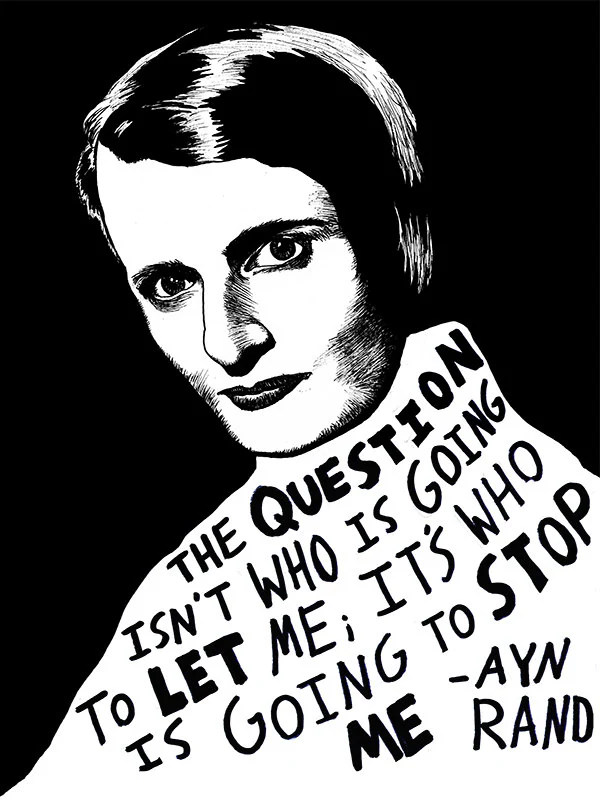 THE QUESTION
ISN'T WHO IS GOING
TO LET ME; IT'S WHO
IS GOING TO STOP
ME -AYN
RAND